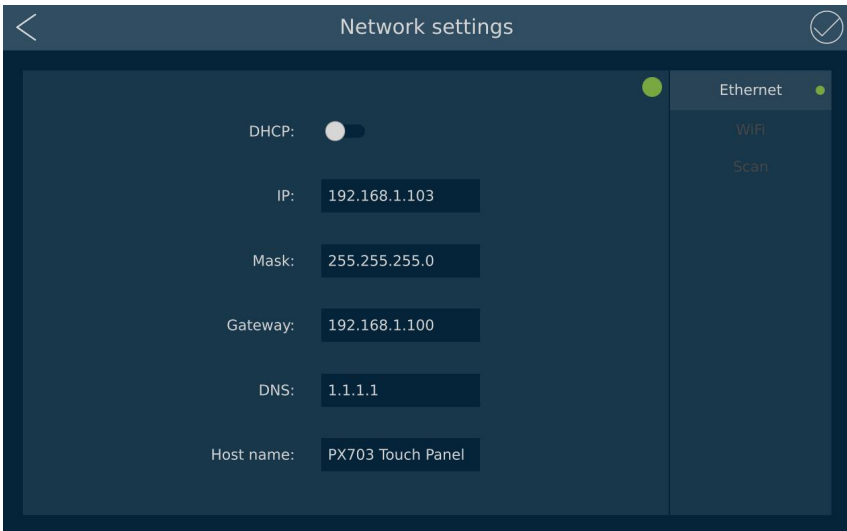 Network settings
DHCP:
IP: 192.168.1.103
Mask: 255.255.255.0
Gateway: 192.168.1.100
DNS: 1.1.1.1
Host name: PX703 Touch Panel
Ethernet
WiFi
Scan